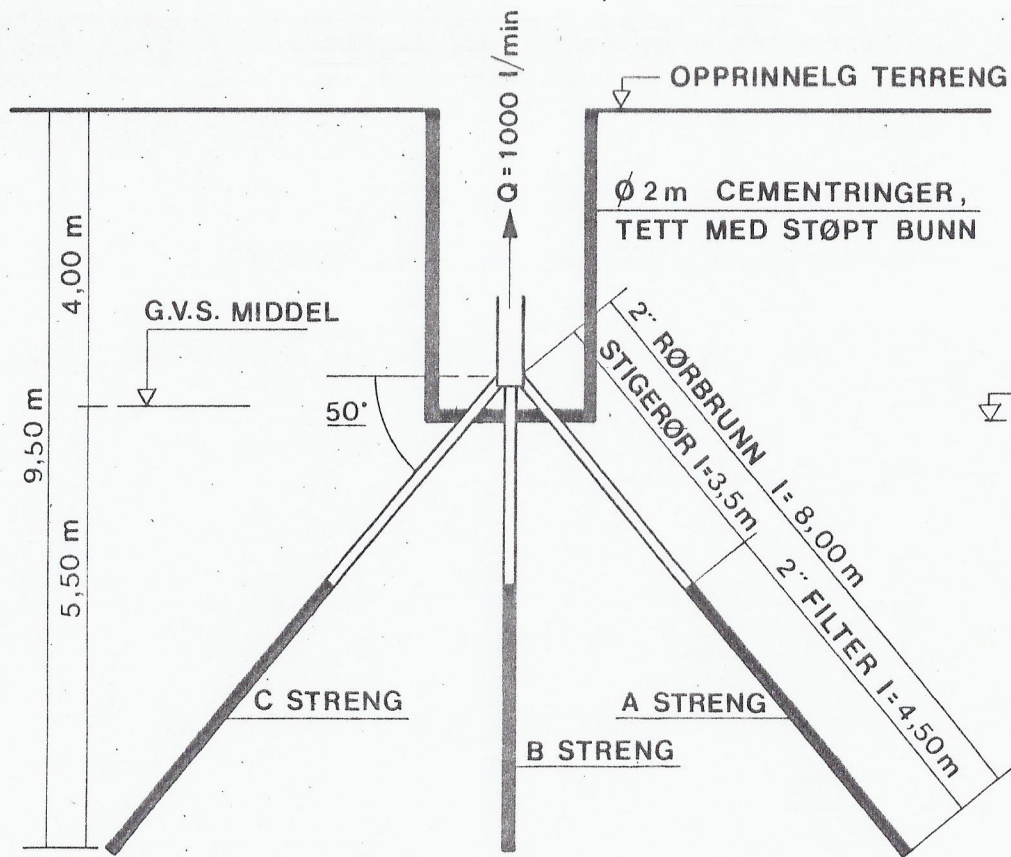 Q = 1000 l/min
OPPRINNELG TERRENG
Ø 2m CEMENTRINGER,
TETT MED STØPT BUNN
4,00 m
G.V.S. MIDDEL
50°
9,50 m
5,50 m
2" RØRBRUNN l= 8,00m
STIGERØR l=3,5m
2" FILTER l=4,50m
C STRENG
A STRENG
B STRENG